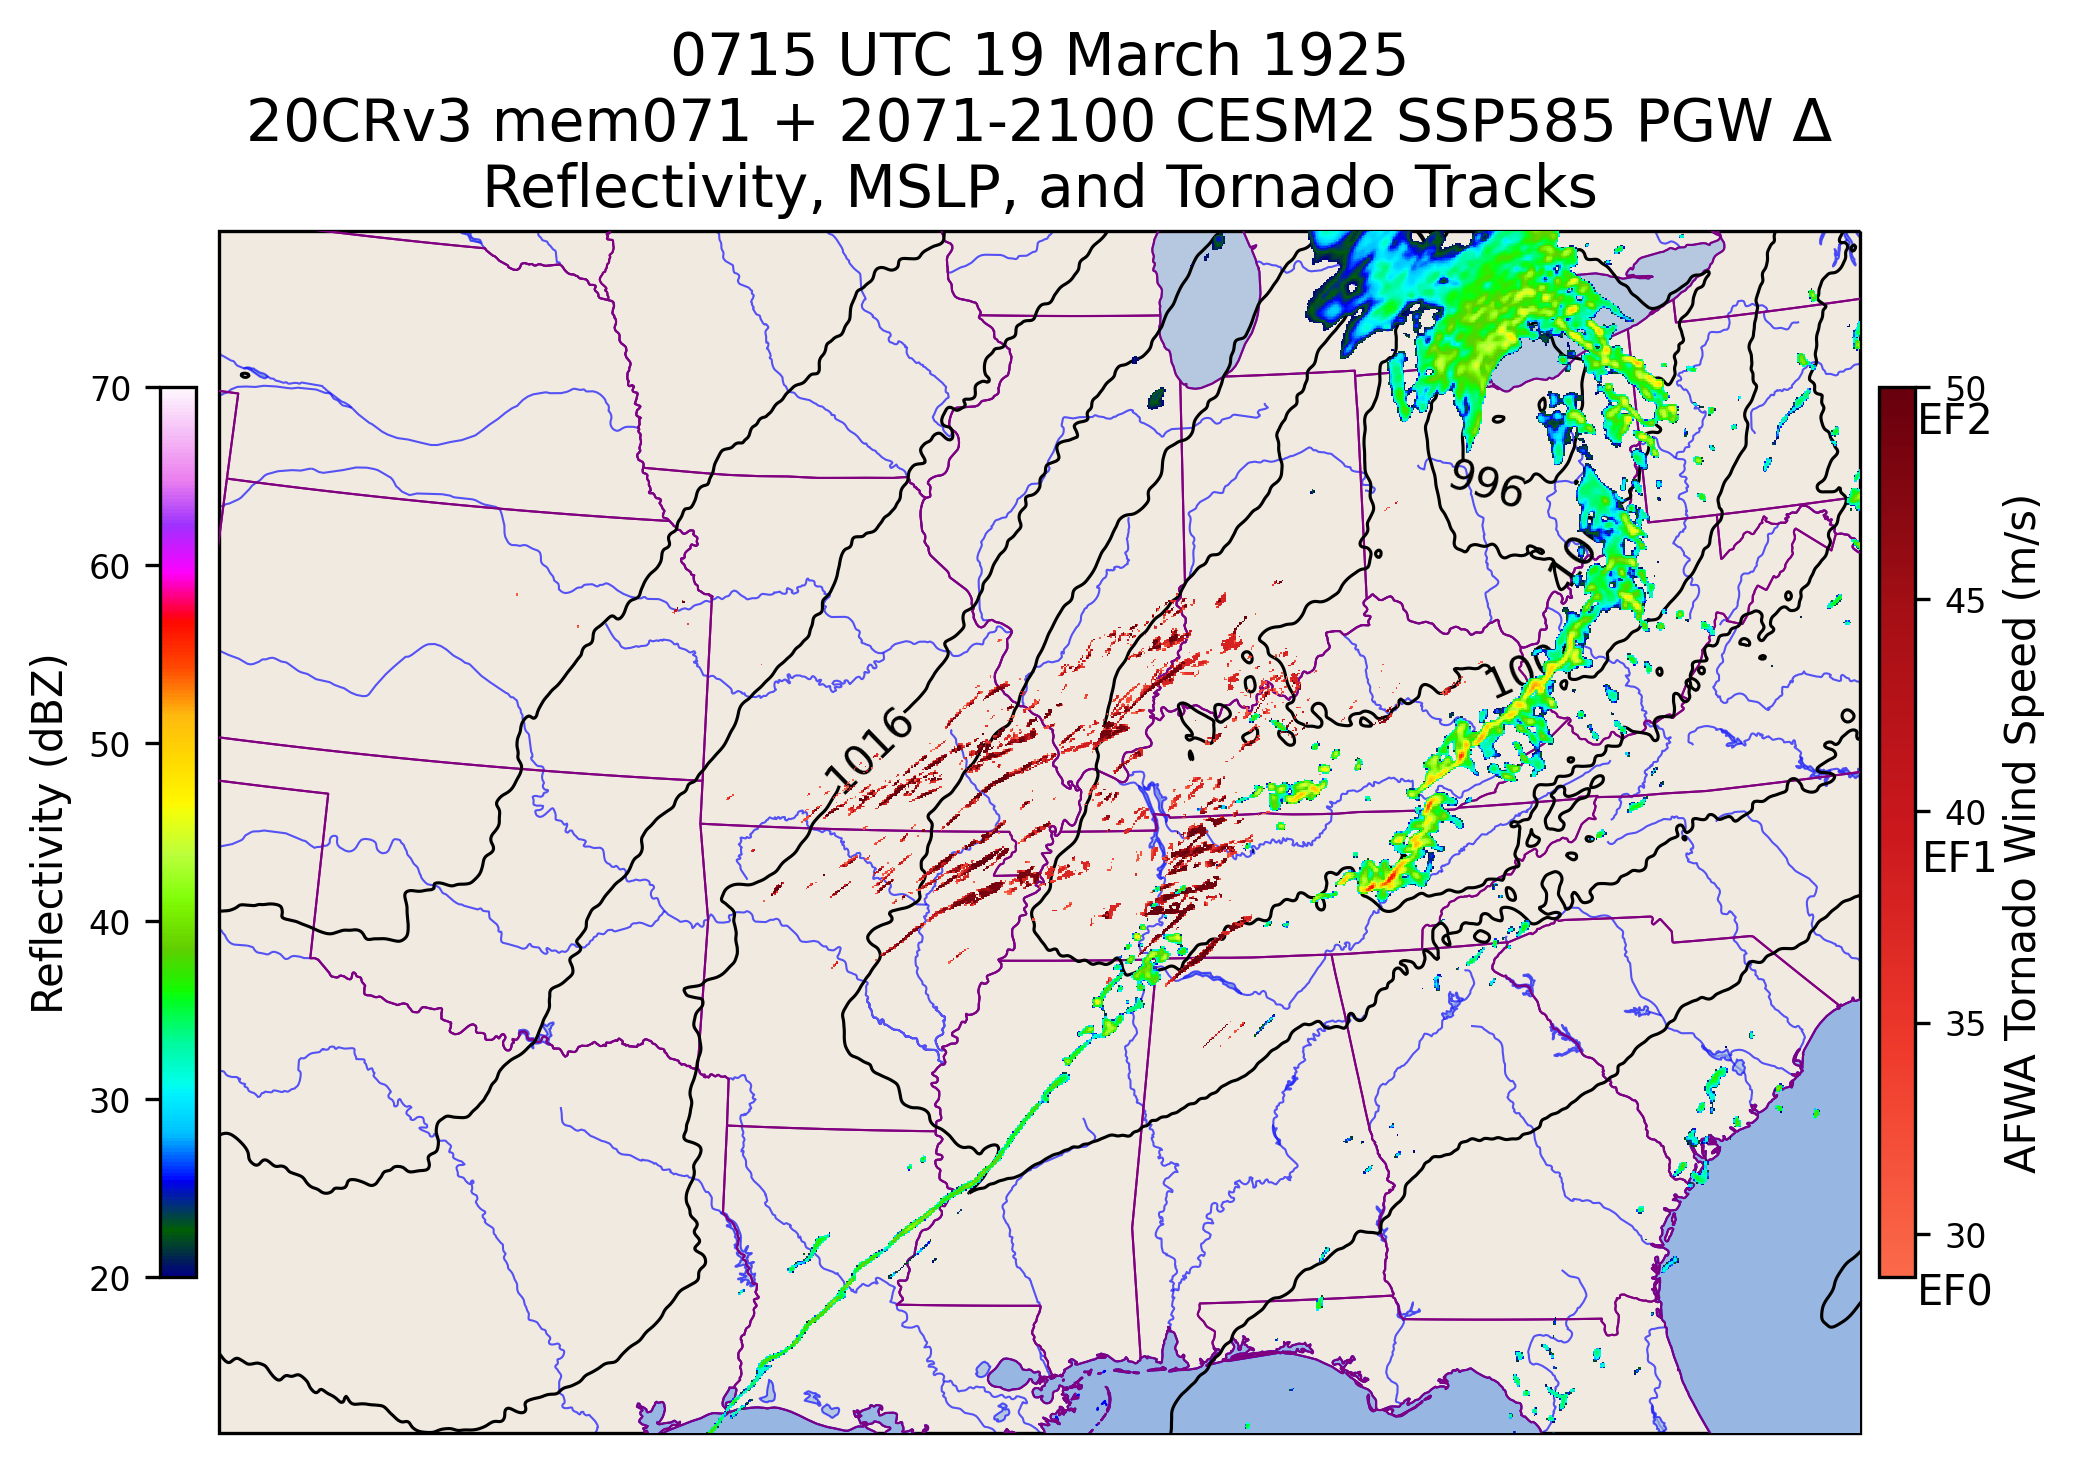 0715 UTC 19 March 1925
20CRv3 mem071 + 2071-2100 CESM2 SSP585 PGW Δ
Reflectivity, MSLP, and Tornado Tracks
Reflectivity (dBZ)
70
60
50
40
30
20
996
1016
50
EF2
45
40
EF1
35
30
EF0
AFWA Tornado Wind Speed (m/s)